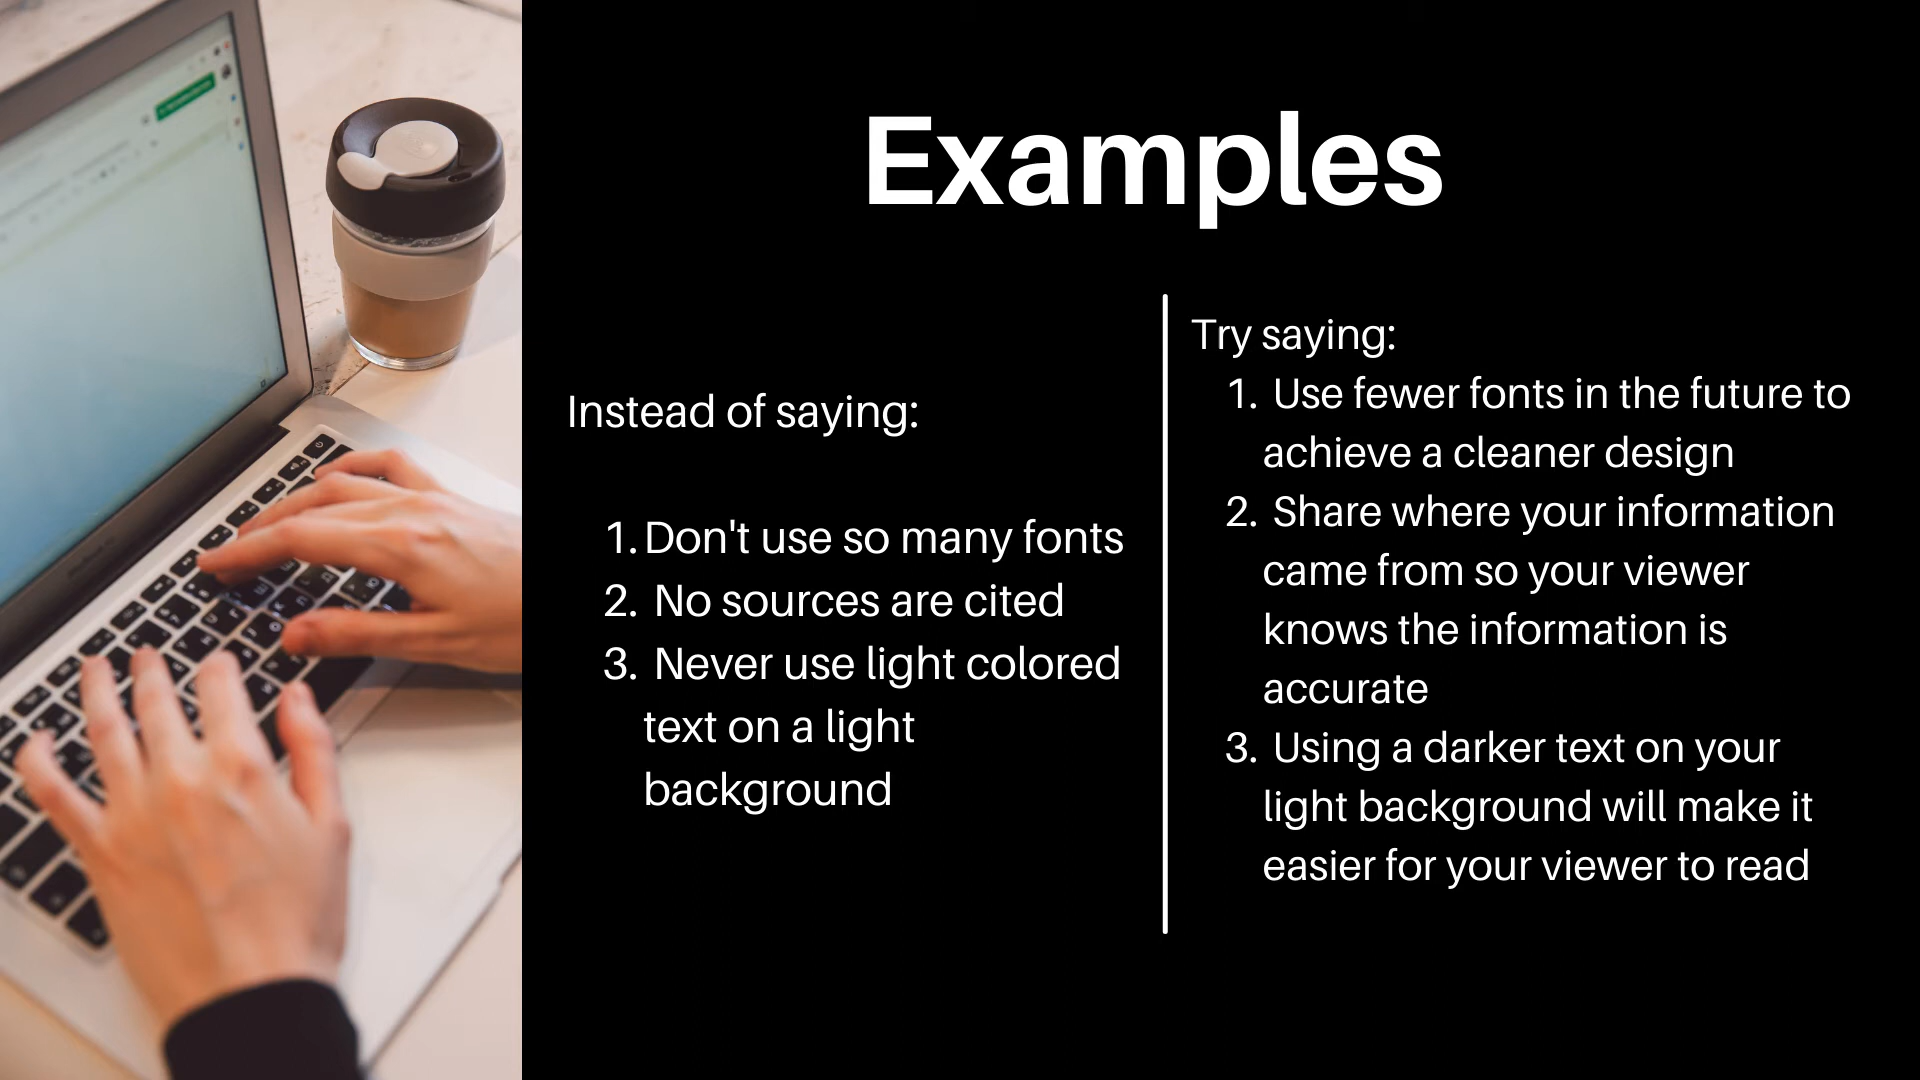 Examples
Instead of saying:
1. Don't use so many fonts
2. No sources are cited
3. Never use light colored
text on a light
background
Try saying:
1. Use fewer fonts in the future to
achieve a cleaner design
2. Share where your information
came from so your viewer
knows the information is
accurate
3. Using a darker text on your
light background will make it
easier for your viewer to read